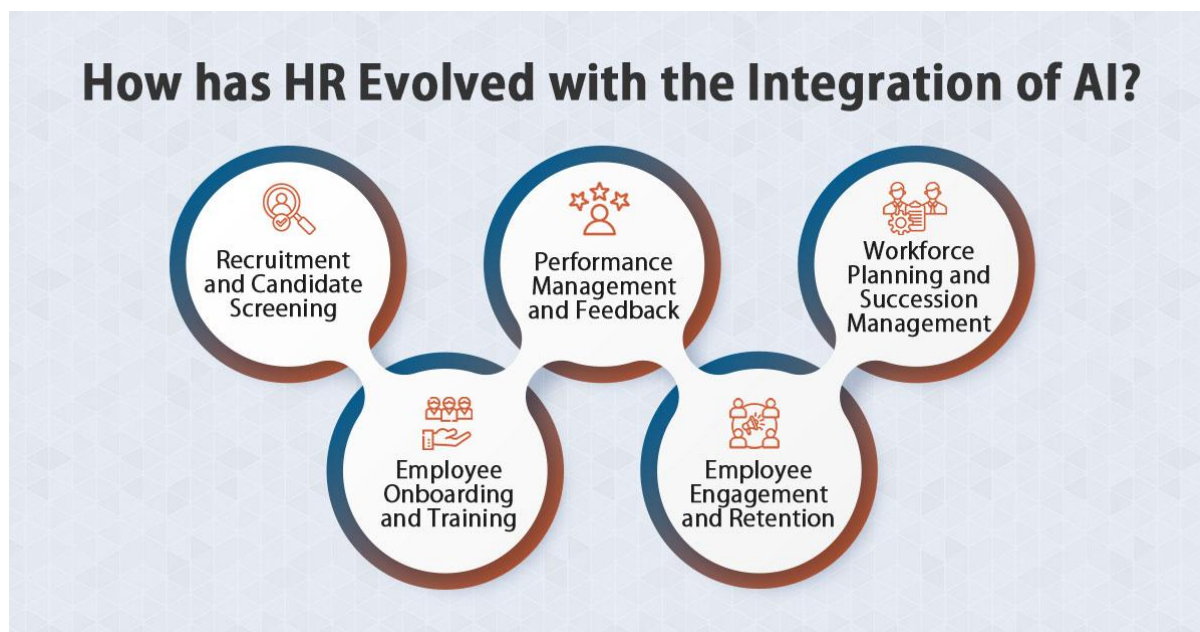 How has HR Evolved with the Integration of AI?
Recruitment
and Candidate
Screening
Employee
Onboarding
and Training
Performance
Management
and Feedback
Employee
Engagement
and Retention
Workforce
Planning and
Succession
Management